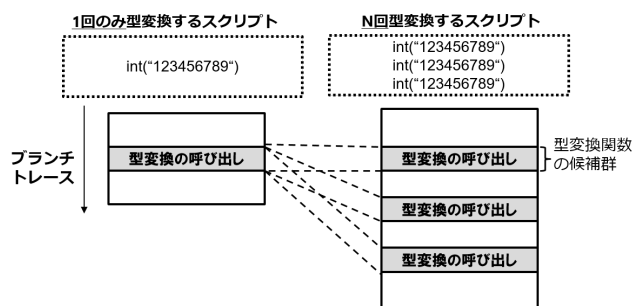 1回のみ型変換するスクリプト
int(“123456789“)
N回型変換するスクリプト
int(“123456789“)
int(“123456789“)
int(“123456789“)
ブランチ
トレース
型変換の呼び出し
型変換の呼び出し
型変換の呼び出し
型変換の呼び出し
型変換関数
の候補群